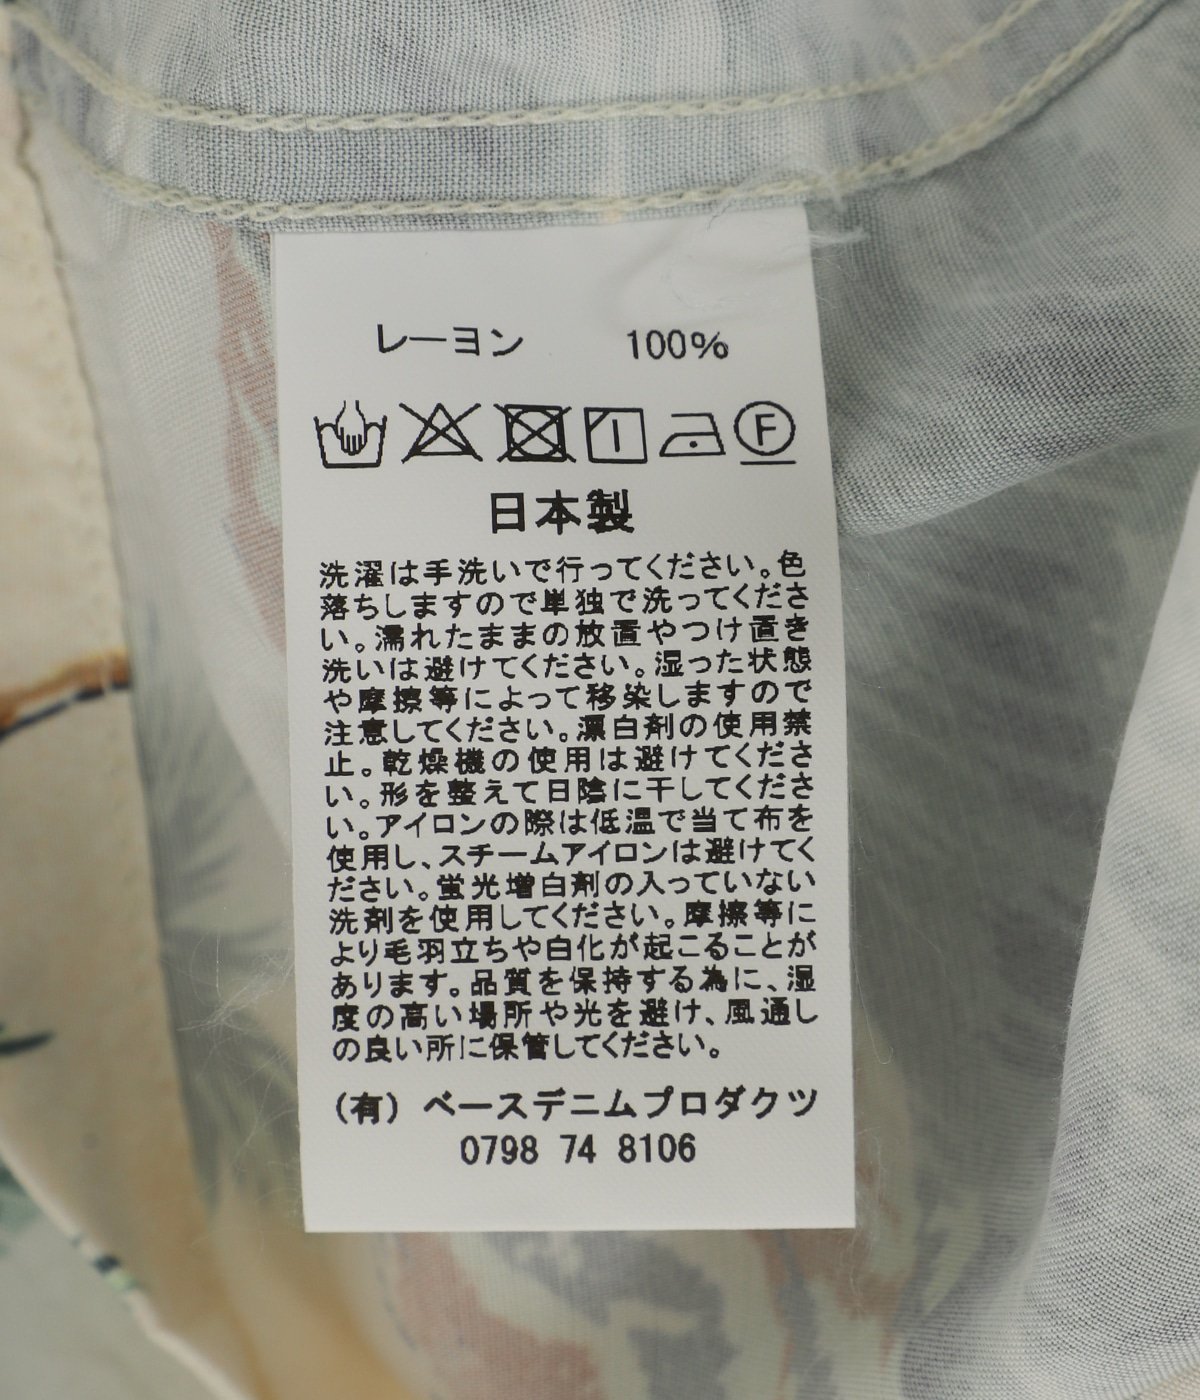 レーヨン 100%
F
日本製
洗濯は手洗いで行ってください。色
落ちしますので単独で洗ってくださ
い。濡れたままの放置やつけ置き
洗いは避けてください。湿った状態
や摩擦等によって移染しますので
注意してください。漂白剤の使用禁
止。乾燥機の使用は避けてくださ
い。形を整えて日陰に干してくださ
い。アイロンの際は低温で当て布を
使用し、スチームアイロンは避けてく
ださい。蛍光増白剤の入っていない
洗剤を使用してください。摩擦等に
より毛羽立ちや白化が起こることが
あります。品質を保持する為に、湿
度の高い場所や光を避け、風通し
の良い所に保管してください。
(有) ベースデニムプロダクツ
0798 74 8106